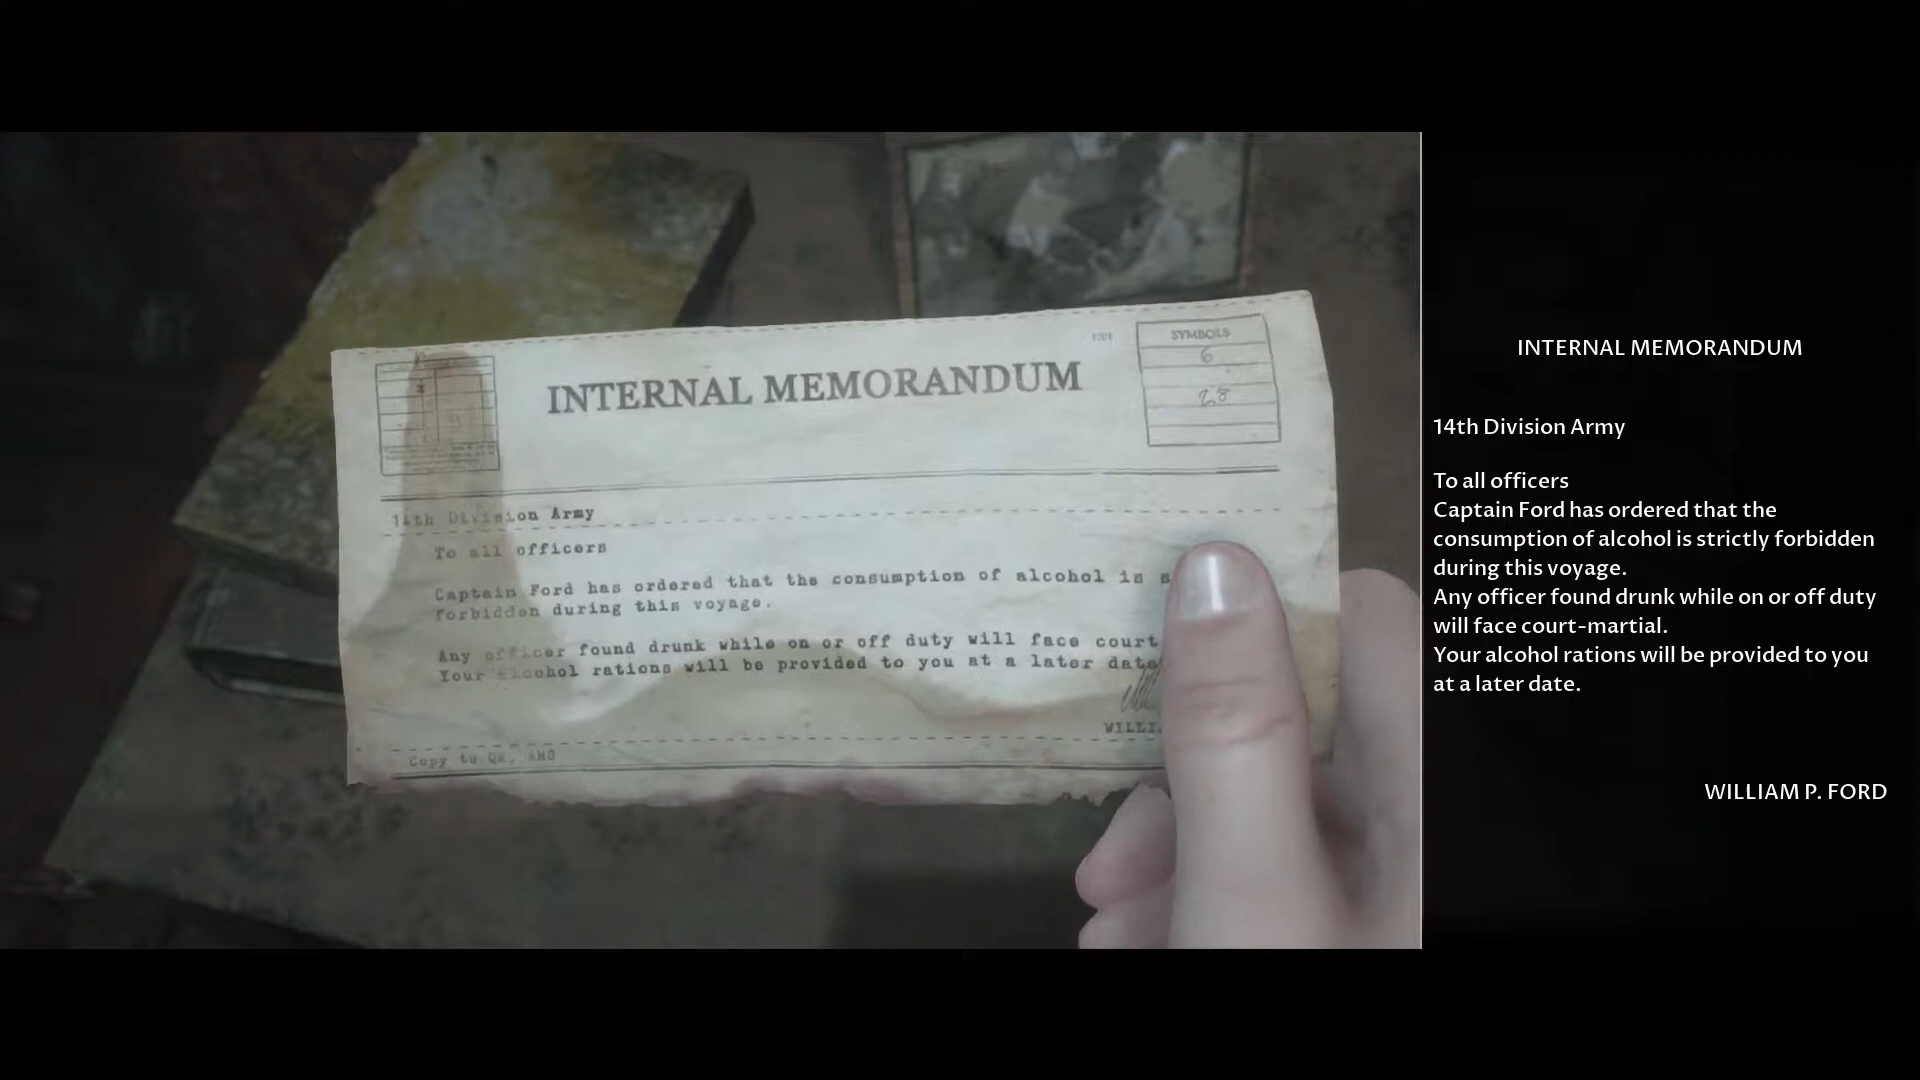 INTERNAL MEMORANDUM
SYMBOLS
6
28
14th Division Army
To all officers
Captain Ford has ordered that the consumption of alcohol is s
forbidden during this voyage.
Any officer found drunk while on or off duty will face court
Your alcohol rations will be provided to you at a later date
WILLI
Copy to QM,
INTERNAL MEMORANDUM
14th Division Army
To all officers
Captain Ford has ordered that the
consumption of alcohol is strictly forbidden
during this voyage.
Any officer found drunk while on or off duty
will face court-martial.
Your alcohol rations will be provided to you
at a later date.
WILLIAM P. FORD